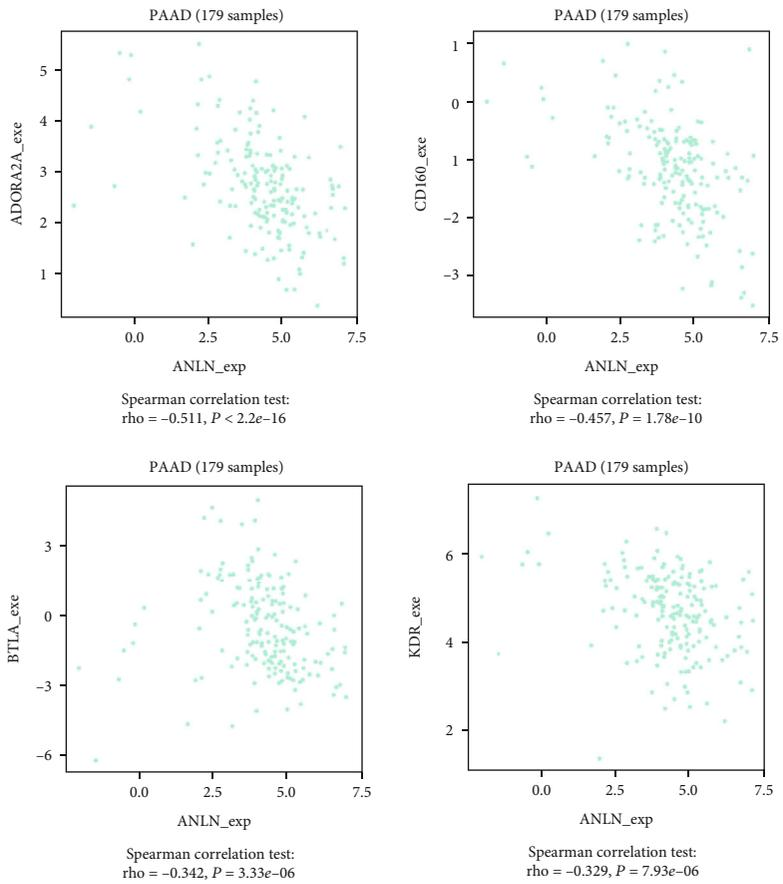 PAAD (179 samples)
5
4
3
2
1
ADORA2A_exe
0.0 2.5 5.0 7.5
ANLN_exp
Spearman correlation test:
rho = –0.511, P < 2.2e–16
PAAD (179 samples)
1
0
1
–2
–3
CD160_exe
0.0 2.5 5.0 7.5
ANLN_exp
Spearman correlation test:
rho = –0.457, P = 1.78e–10
PAAD (179 samples)
3
0
–3
–6
BTLA_exe
0.0 2.5 5.0 7.5
ANLN_exp
Spearman correlation test:
rho = –0.342, P = 3.33e–06
PAAD (179 samples)
6
4
2
KDR_exe
0.0 2.5 5.0 7.5
ANLN_exp
Spearman correlation test:
rho = –0.329, P = 7.93e–06